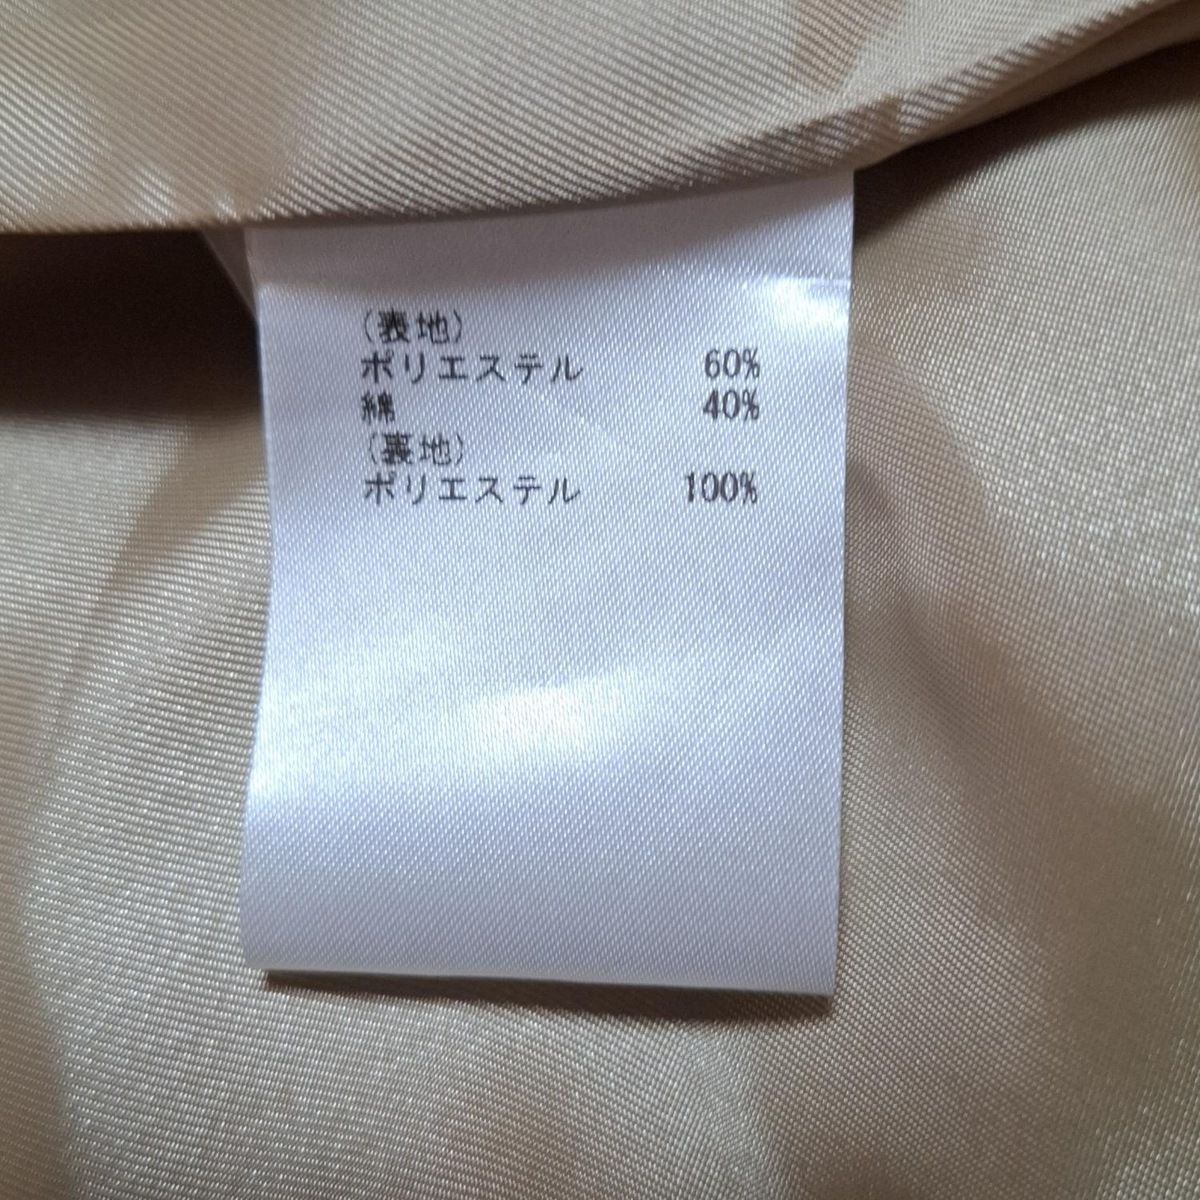 (表地)
ポリエステル 60%
綿 40%
(裏地)
ポリエステル 100%